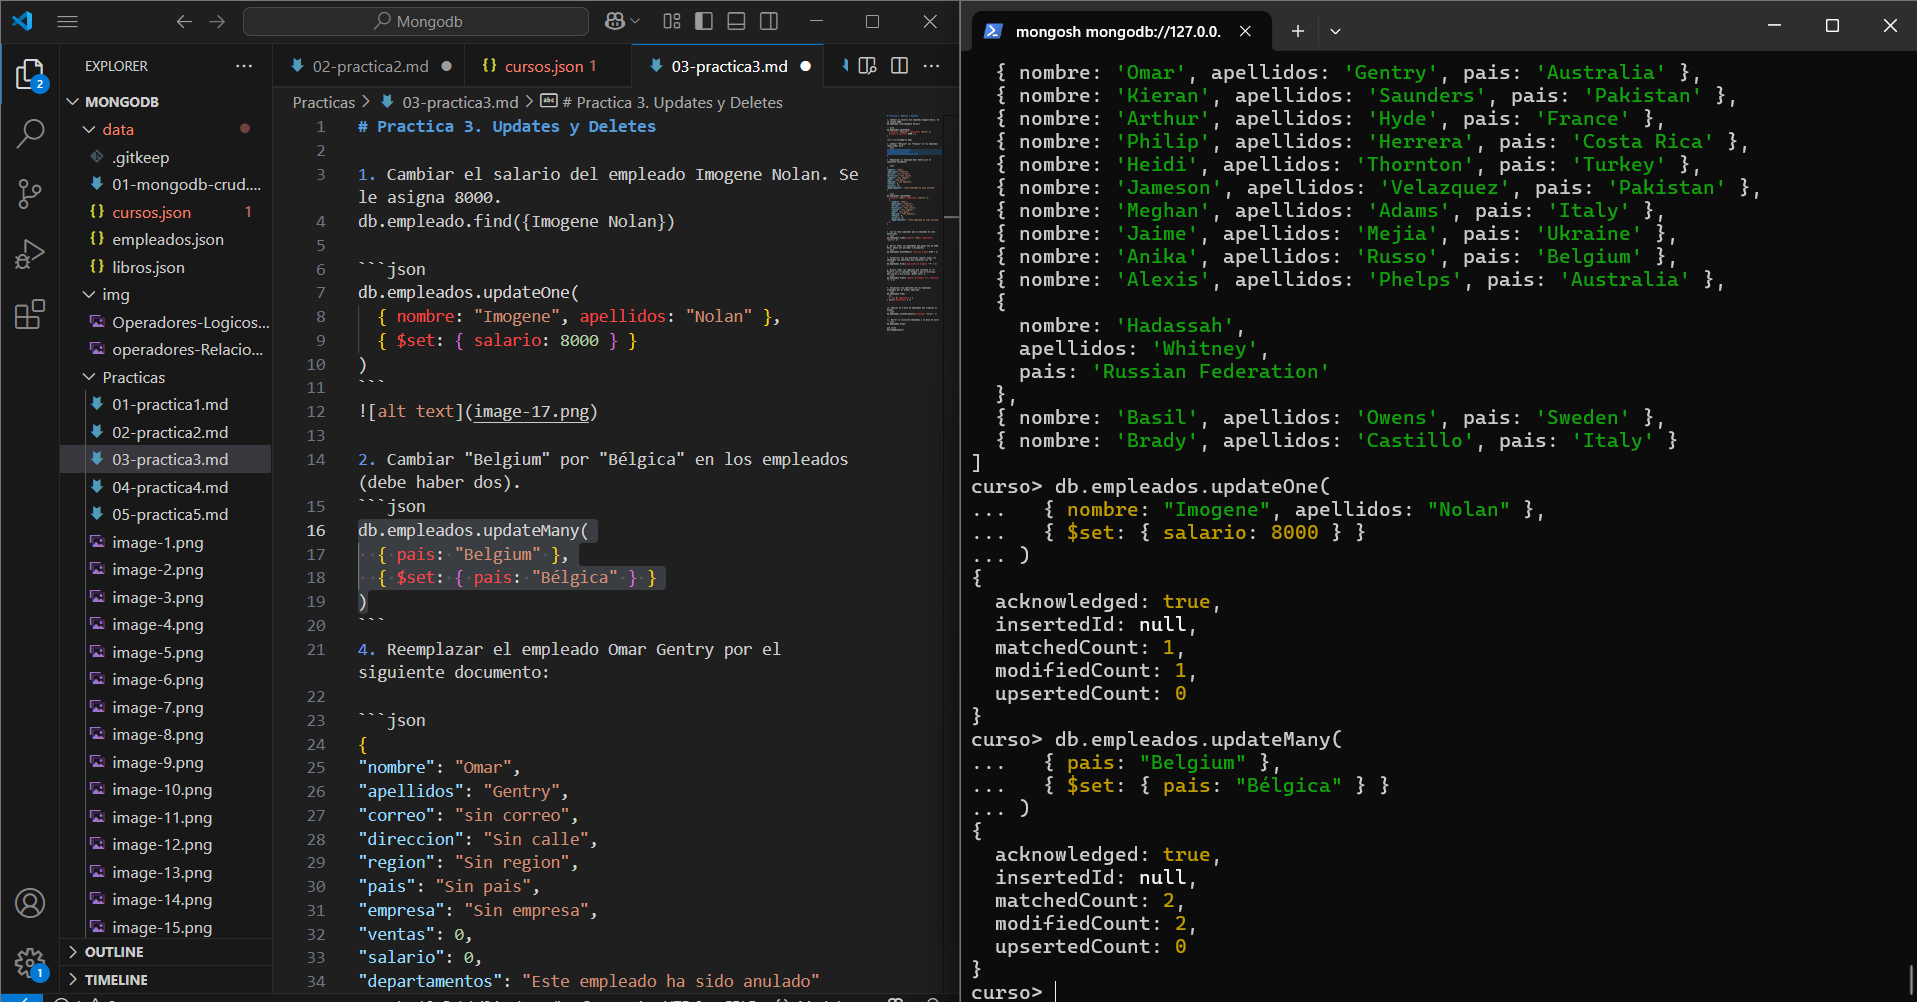 Mongodb
EXPLORER
MONGODB
data
.gitkeep
01-mongodb-crud....
cursos.json 1
empleados.json
libros.json
img
Operadores-Logicos...
operadores-Relacio...
Practicas
01-practica1.md
02-practica2.md
03-practica3.md
04-practica4.md
05-practica5.md
image-1.png
image-2.png
image-3.png
image-4.png
image-5.png
image-6.png
image-7.png
image-8.png
image-9.png
image-10.png
image-11.png
image-12.png
image-13.png
image-14.png
image-15.png
OUTLINE
TIMELINE
2
1
02-practica2.md
cursos.json 1
03-practica3.md
Practicas > 03-practica3.md > # Practica 3. Updates y Deletes
1 # Practica 3. Updates y Deletes
2
3 1. Cambiar el salario del empleado Imogene Nolan. Se
le asigna 8000.
4 db.empleado.find({Imogene Nolan})
5
6 ```json
7 db.empleados.updateOne(
8 { nombre: "Imogene", apellidos: "Nolan" },
9 { $set: { salario: 8000 } }
10 )
11 ```
12 ![alt text](image-17.png)
13
14 2. Cambiar "Belgium" por "Bélgica" en los empleados
(debe haber dos).
15 ```json
16 db.empleados.updateMany(
17 { pais: "Belgium" },
18 { $set: { pais: "Bélgica" } }
19 )
20 ```
21 4. Reemplazar el empleado Omar Gentry por el
siguiente documento:
22
23 ```json
24 {
25 "nombre": "Omar",
26 "apellidos": "Gentry",
27 "correo": "sin correo",
28 "direccion": "Sin calle",
29 "region": "Sin region",
30 "pais": "Sin pais",
31 "empresa": "Sin empresa",
32 "ventas": 0,
33 "salario": 0,
34 "departamentos": "Este empleado ha sido anulado"
mongosh mongodb://127.0.0.
{ nombre: 'Omar', apellidos: 'Gentry', pais: 'Australia' },
{ nombre: 'Kieran', apellidos: 'Saunders', pais: 'Pakistan' },
{ nombre: 'Arthur', apellidos: 'Hyde', pais: 'France' },
{ nombre: 'Philip', apellidos: 'Herrera', pais: 'Costa Rica' },
{ nombre: 'Heidi', apellidos: 'Thornton', pais: 'Turkey' },
{ nombre: 'Jameson', apellidos: 'Velazquez', pais: 'Pakistan' },
{ nombre: 'Meghan', apellidos: 'Adams', pais: 'Italy' },
{ nombre: 'Jaime', apellidos: 'Mejia', pais: 'Ukraine' },
{ nombre: 'Anika', apellidos: 'Russo', pais: 'Belgium' },
{ nombre: 'Alexis', apellidos: 'Phelps', pais: 'Australia' },
{
nombre: 'Hadassah',
apellidos: 'Whitney',
pais: 'Russian Federation'
},
{ nombre: 'Basil', apellidos: 'Owens', pais: 'Sweden' },
{ nombre: 'Brady', apellidos: 'Castillo', pais: 'Italy' }
]
curso> db.empleados.updateOne(
... { nombre: "Imogene", apellidos: "Nolan" },
... { $set: { salario: 8000 } }
... )
{
acknowledged: true,
insertedId: null,
matchedCount: 1,
modifiedCount: 1,
upsertedCount: 0
}
curso> db.empleados.updateMany(
... { pais: "Belgium" },
... { $set: { pais: "Bélgica" } }
... )
{
acknowledged: true,
insertedId: null,
matchedCount: 2,
modifiedCount: 2,
upsertedCount: 0
}
curso>